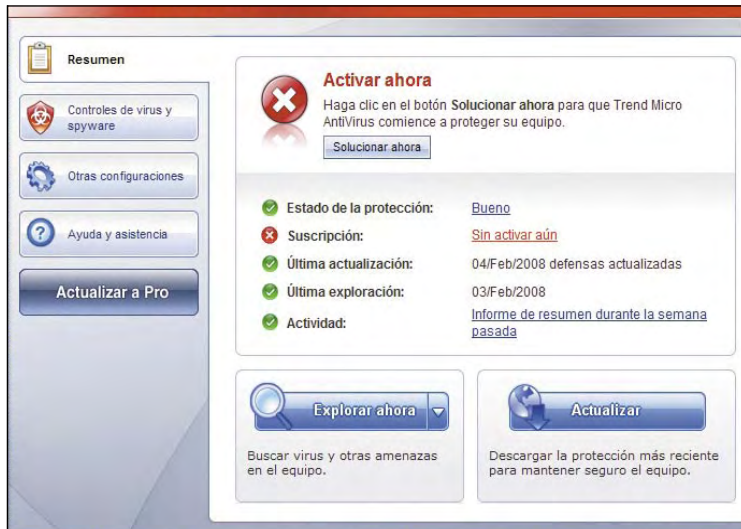 Resumen
Controles de virus y
spyware
Otras configuraciones
Ayuda y asistencia
Actualizar a Pro
Activar ahora
Haga clic en el botón Solucionar ahora para que Trend Micro
AntiVirus comience a proteger su equipo.
Solucionar ahora
Estado de la protección: Bueno
Suscripción: Sin activar aún
Última actualización: 04/Feb/2008 defensas actualizadas
Última exploración: 03/Feb/2008
Actividad: Informe de resumen durante la semana
pasada
Explorar ahora
Buscar virus y otras amenazas
en el equipo.
Actualizar
Descargar la protección más reciente
para mantener seguro el equipo.